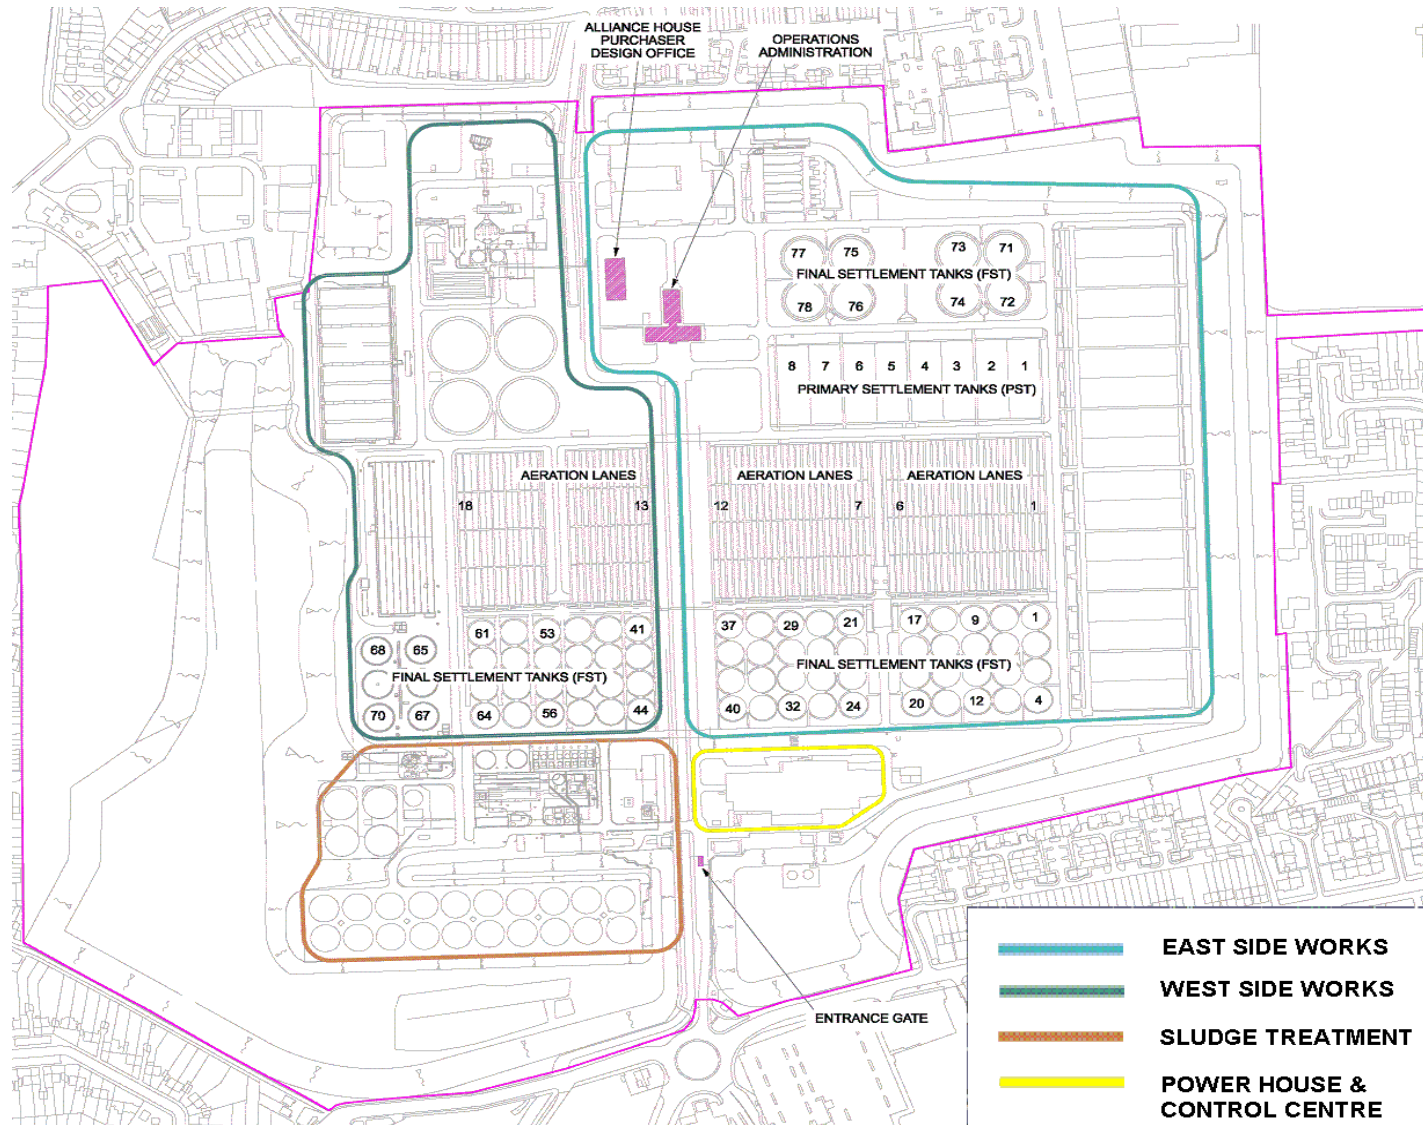 ALLIANCE HOUSE
PURCHASER
DESIGN OFFICE
OPERATIONS
ADMINISTRATION
77 75 73 71
FINAL SETTLEMENT TANKS (FST)
78 76 74 72
8 7 6 5 4 3 2 1
PRIMARY SETTLEMENT TANKS (PST)
AERATION LANES AERATION LANES AERATION LANES
18 13 12 7 6 1
61 53 41 37 29 21 17 9 1
68 65
FINAL SETTLEMENT TANKS (FST) FINAL SETTLEMENT TANKS (FST)
70 67 64 56 44 40 32 24 20 12 4
ENTRANCE GATE
EAST SIDE WORKS
WEST SIDE WORKS
SLUDGE TREATMENT
POWER HOUSE &
CONTROL CENTRE